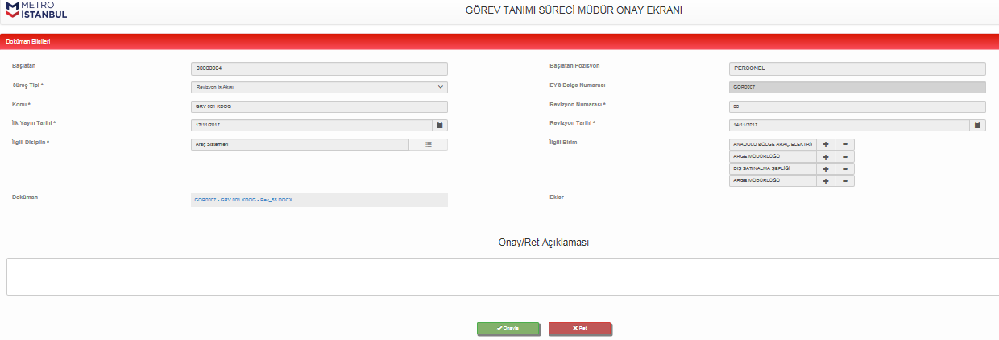 METRO
İSTANBUL
GÖREV TANIMI SÜRECİ MÜDÜR ONAY EKRANI
Doküman Bilgileri
Başlatan
00000004
Başlatan Pozisyon
PERSONEL
Süreç Tipi *
Revizyon İş Akışı
EYS Belge Numarası
GOR0007
Konu *
GRV 001 KDOG
Revizyon Numarası *
88
İlk Yayın Tarihi *
13/11/2017
Revizyon Tarihi *
14/11/2017
İlgili Disiplin *
Araç Sistemleri
İlgili Birim
ANADOLU BÖLGE ARAÇ ELEKTRİİ
ARGE MÜDÜRLÜĞÜ
DIŞ SATINALMA ŞEFLİĞİ
ARGE MÜDÜRLÜĞÜ
Doküman
GOR0007 - GRV 001 KDOG - Rev_88.DOCX
Ekler
Onay/Ret Açıklaması
Onayla
Ret